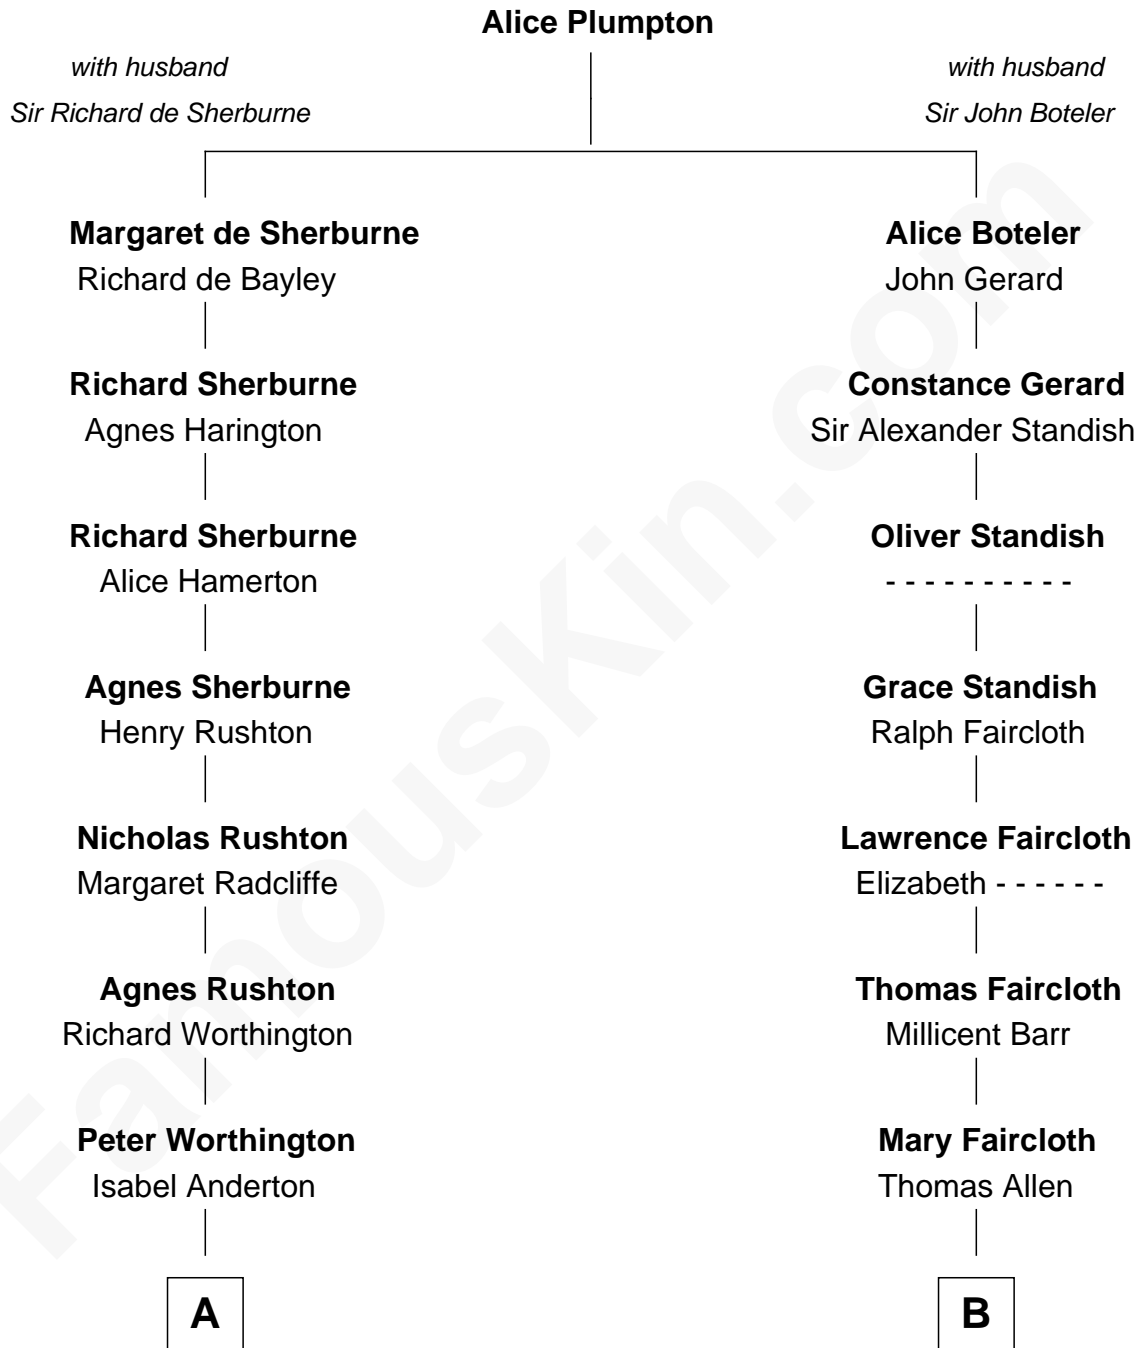 Alice Plumpton
with husband
Sir Richard de Sherburne
with husband
Sir John Boteler
Margaret de Sherburne
Richard de Bayley
Alice Boteler
John Gerard
Richard Sherburne
Agnes Harington
Constance Gerard
Sir Alexander Standish
Richard Sherburne
Alice Hamerton
Oliver Standish
- - - - - - - - - -
Agnes Sherburne
Henry Rushton
Grace Standish
Ralph Faircloth
Nicholas Rushton
Margaret Radcliffe
Lawrence Faircloth
Elizabeth - - - - - -
Agnes Rushton
Richard Worthington
Thomas Faircloth
Millicent Barr
Peter Worthington
Isabel Anderton
Mary Faircloth
Thomas Allen
A
B
FamousKin.com